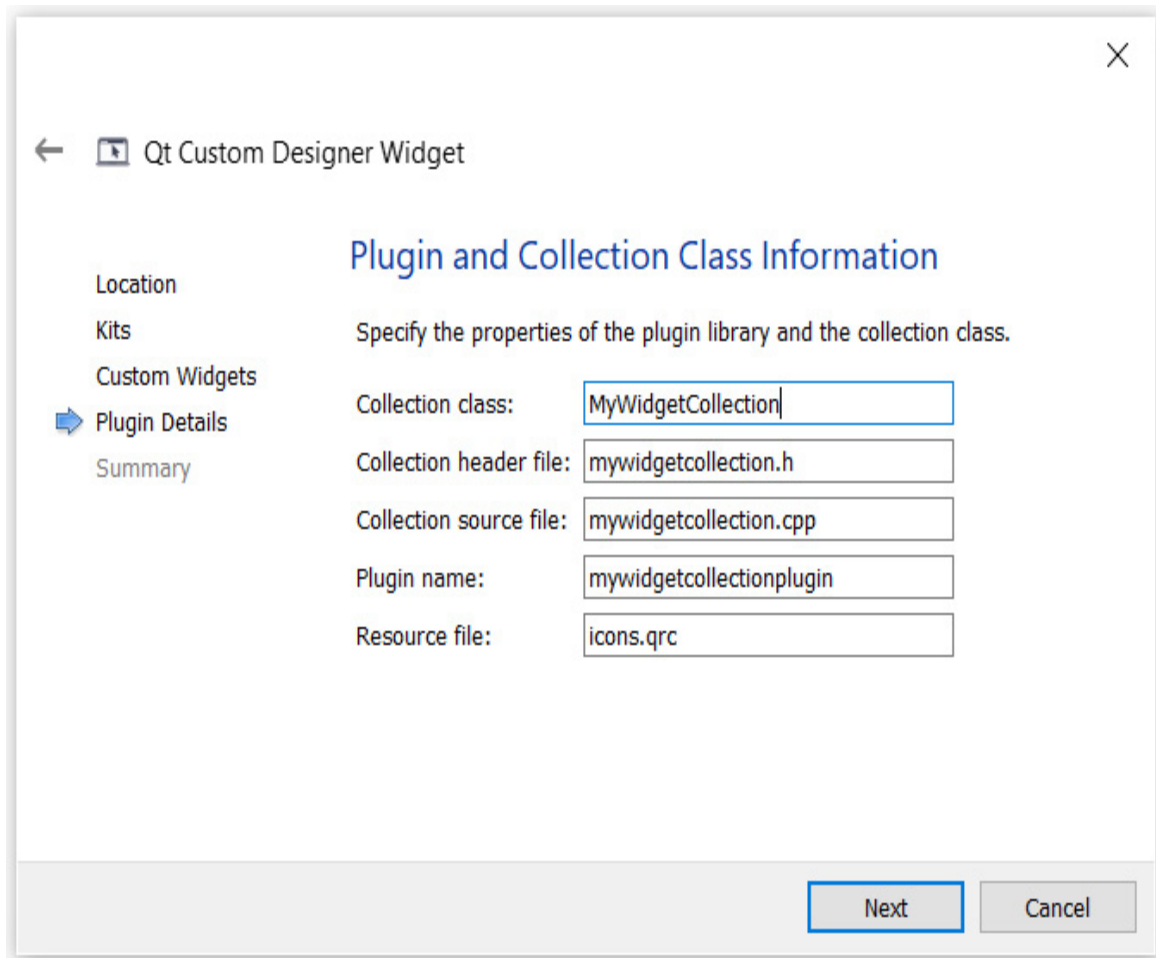 Qt Custom Designer Widget
Location
Kits
Custom Widgets
Plugin Details
Summary
Plugin and Collection Class Information
Specify the properties of the plugin library and the collection class.
Collection class: MyWidgetCollection
Collection header file: mywidgetcollection.h
Collection source file: mywidgetcollection.cpp
Plugin name: mywidgetcollectionplugin
Resource file: icons.qrc
Next Cancel